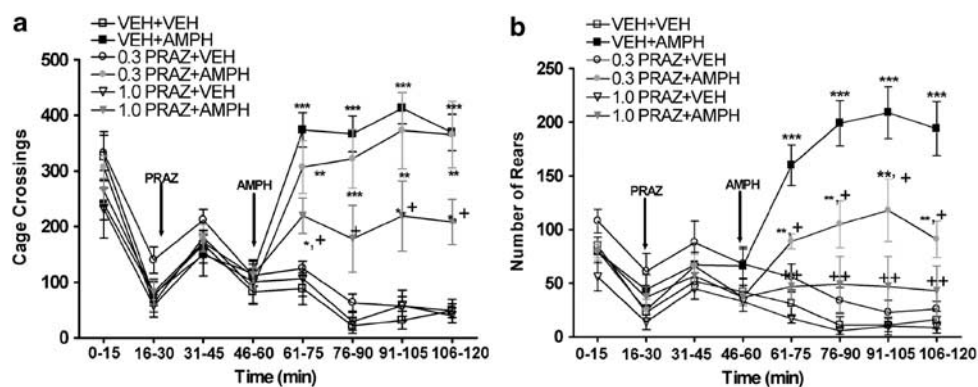 a
VEH+VEH
VEH+AMPH
0.3 PRAZ+VEH
0.3 PRAZ+AMPH
1.0 PRAZ+VEH
1.0 PRAZ+AMPH
Cage Crossings
500
400
300
200
100
0
PRAZ
AMPH
*** *** *** ***
** *** ** **
*,+ + *,+ *,+
0-15 16-30 31-45 46-60 61-75 76-90 91-105 106-120
Time (min)
b
VEH+VEH
VEH+AMPH
0.3 PRAZ+VEH
0.3 PRAZ+AMPH
1.0 PRAZ+VEH
1.0 PRAZ+AMPH
Number of Rears
250
200
150
100
50
0
PRAZ
AMPH
*** *** *** ***
**,+ **,+ **,+ **,+
++ ++ ++ ++
0-15 16-30 31-45 46-60 61-75 76-90 91-105 106-120
Time (min)